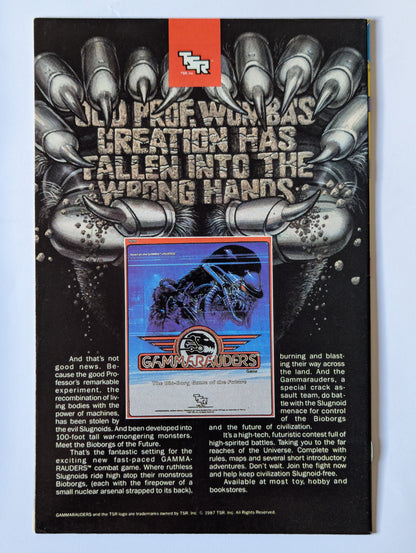 TSR
TSR, Inc.
OLD PROF. WOMBAS'
CREATION HAS
FALLEN INTO THE
WRONG HANDS.
GAMMARAUDERS
GAME
The Bio-Borg Game of the Future
TSR
And that's not
good news. Be-
cause the good Pro-
fessor's remarkable
experiment, the
recombination of liv-
ing bodies with the
power of machines,
has been stolen by
the evil Slugnoids. And been developed into
100-foot tall war-mongering monsters.
Meet the Bioborgs of the Future.
That's the fantastic setting for the
exciting new fast-paced GAMMA-
RAUDERS™ combat game. Where ruthless
Slugnoids ride high atop their monstrous
Bioborgs, (each with the firepower of a
small nuclear arsenal strapped to its back),
burning and blast-
ing their way across
the land. And the
Gammarauders, a
special crack as-
sault team, do bat-
tle with the Slugnoid
menace for control
of the Bioborgs
and the future of civilization.
It's a high-tech, futuristic contest full of
high-spirited battles. Taking you to the far
reaches of the Universe. Complete with
rules, maps and several short introductory
adventures. Don't wait. Join the fight now
and help keep civilization Slugnoid-free.
Available at most toy, hobby and
bookstores.
GAMMARAUDERS and the TSR logo are trademarks owned by TSR, Inc. © 1987 TSR, Inc. All Rights Reserved.